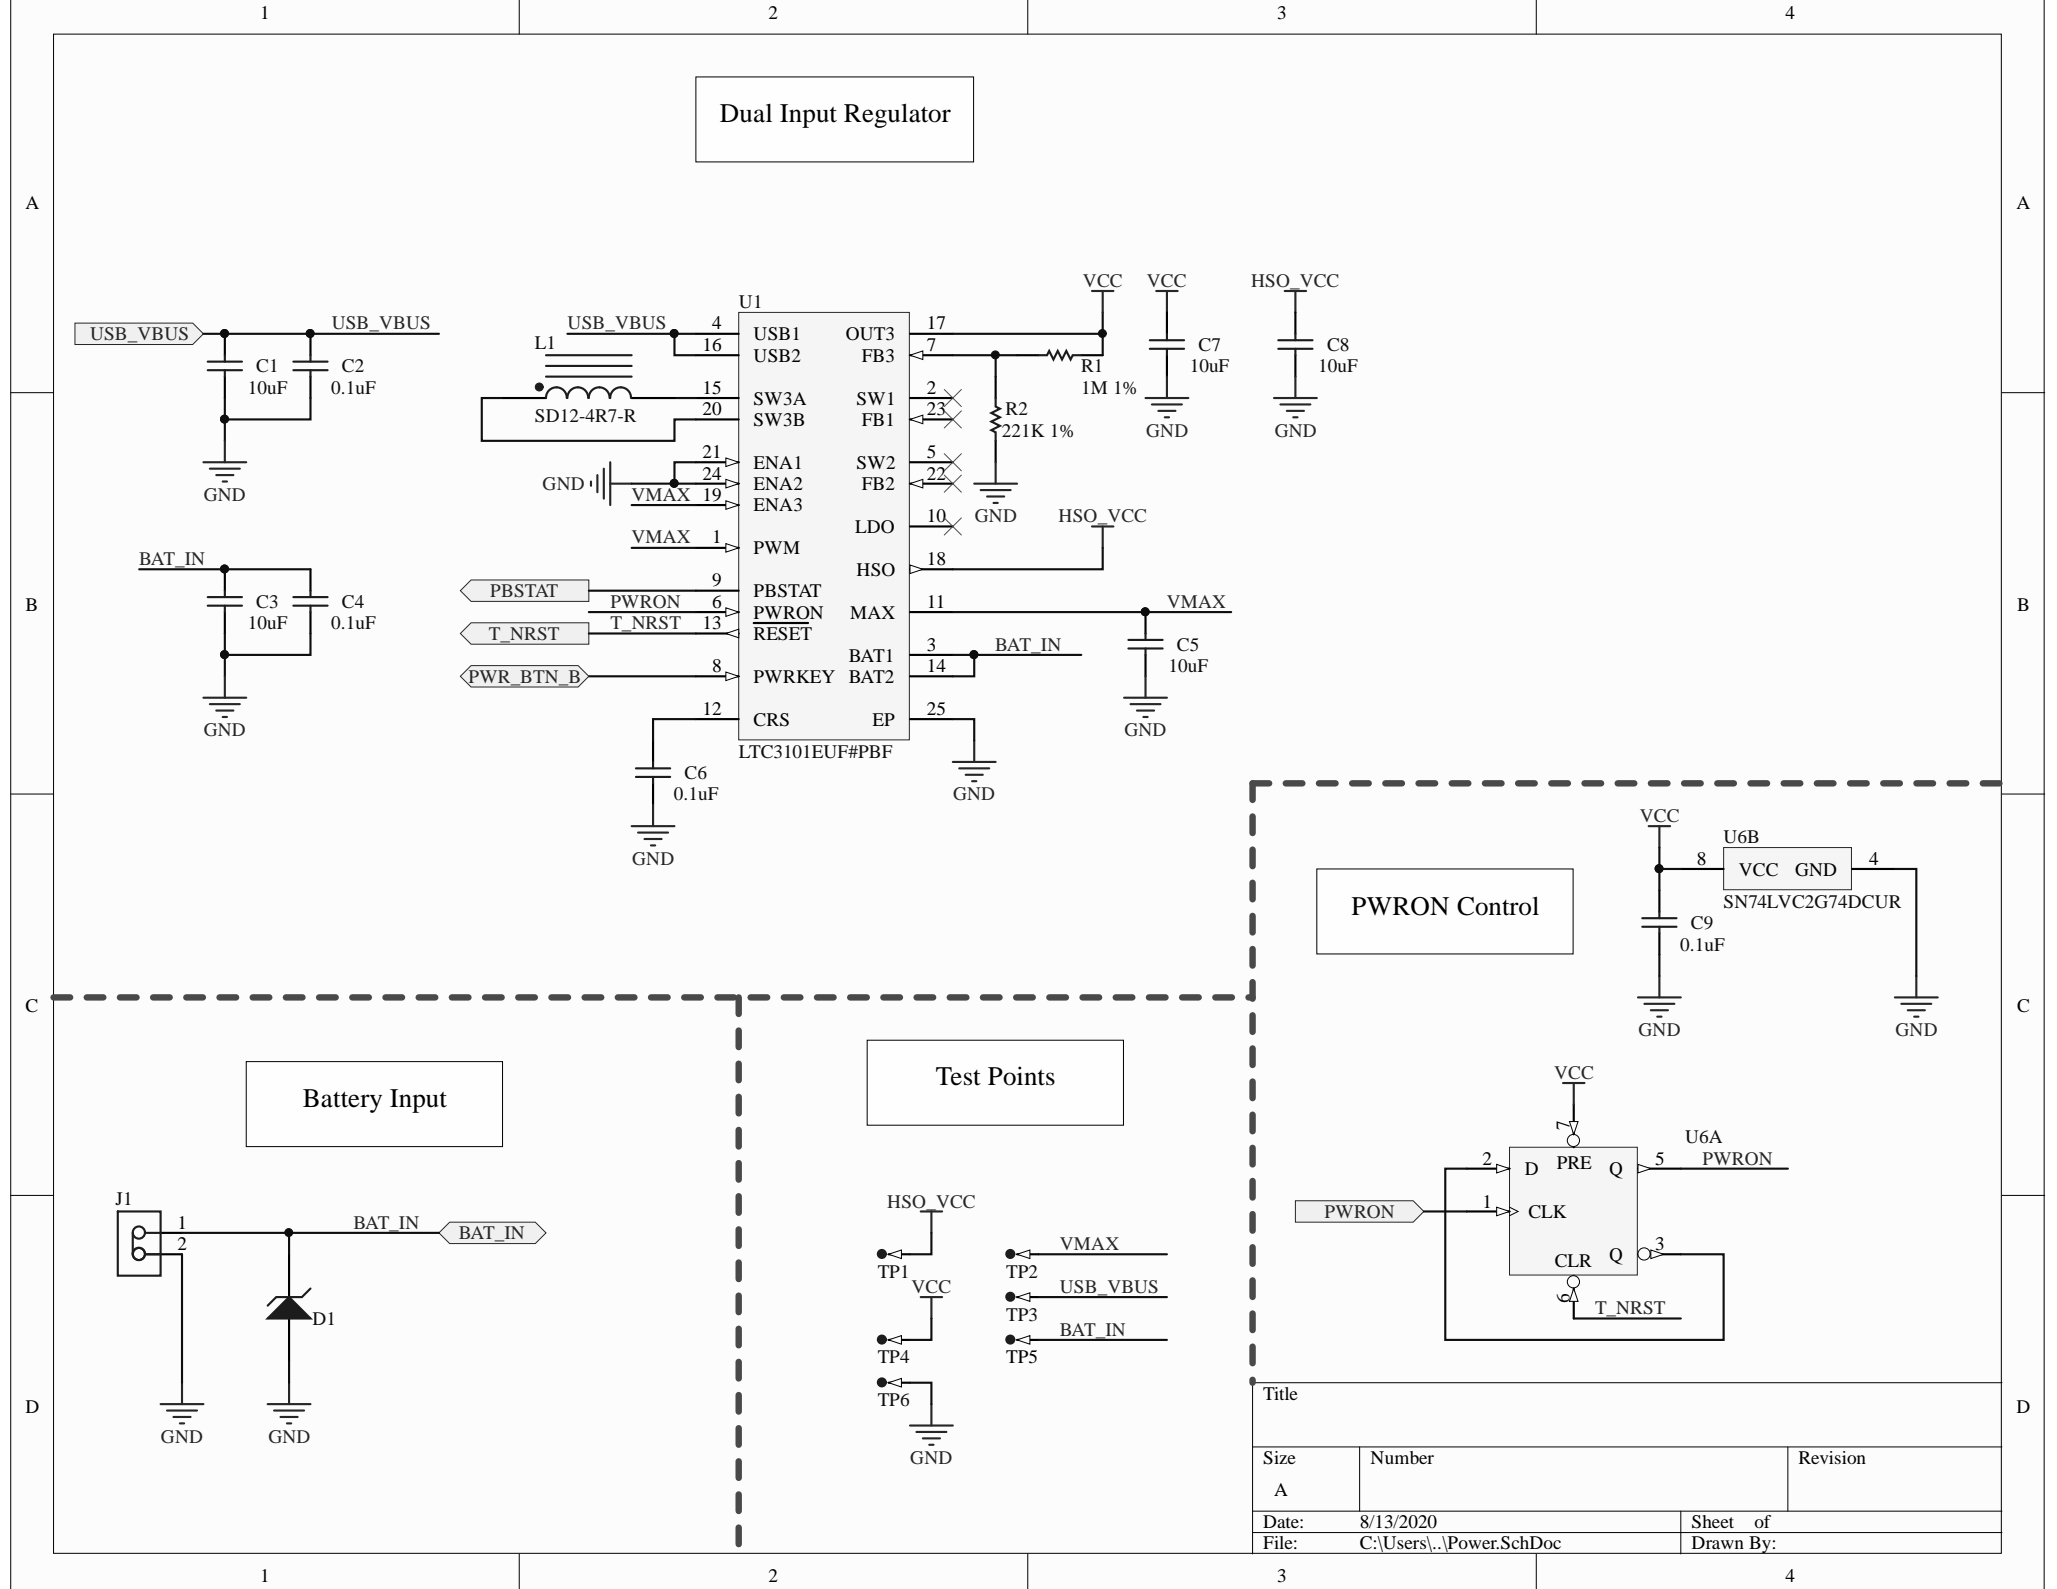 1 2 3 4
A A
B B
C C
D D
1 2 3 4
Dual Input Regulator
USB_VBUS
USB_VBUS
C1
10uF
C2
0.1uF
GND
BAT_IN
C3
10uF
C4
0.1uF
GND
USB_VBUS
L1
SD12-4R7-R
GND
VMAX
VMAX
PBSTAT
PWRON
T_NRST
T_NRST
PWR_BTN_B
C6
0.1uF
GND
U1
4 USB1 OUT3 17
16 USB2 FB3 7
15 SW3A SW1 2
20 SW3B FB1 23
21 ENA1 SW2 5
24 ENA2 FB2 22
19 ENA3
LDO 10
1 PWM
HSO 18
9 PBSTAT
6 PWRON MAX 11
13 RESET
BAT1 3
8 PWRKEY BAT2 14
12 CRS EP 25
LTC3101EUF#PBF
VCC
R1
1M 1%
R2
221K 1%
GND
VCC
C7
10uF
GND
HSO_VCC
C8
10uF
GND
HSO_VCC
VMAX
C5
10uF
GND
BAT_IN
GND
PWRON Control
VCC
U6B
8 VCC GND 4
SN74LVC2G74DCUR
C9
0.1uF
GND
GND
VCC
7
U6A
2 D PRE Q 5 PWRON
PWRON
1 CLK
CLR Q 3
6
T_NRST
Battery Input
J1
1
2
BAT_IN
BAT_IN
D1
GND
GND
Test Points
HSO_VCC
TP1
VCC
TP4
TP6
GND
VMAX
TP2
USB_VBUS
TP3
BAT_IN
TP5
Title
Size Number Revision
A
Date: 8/13/2020 Sheet of
File: C:\Users\..\Power.SchDoc Drawn By: